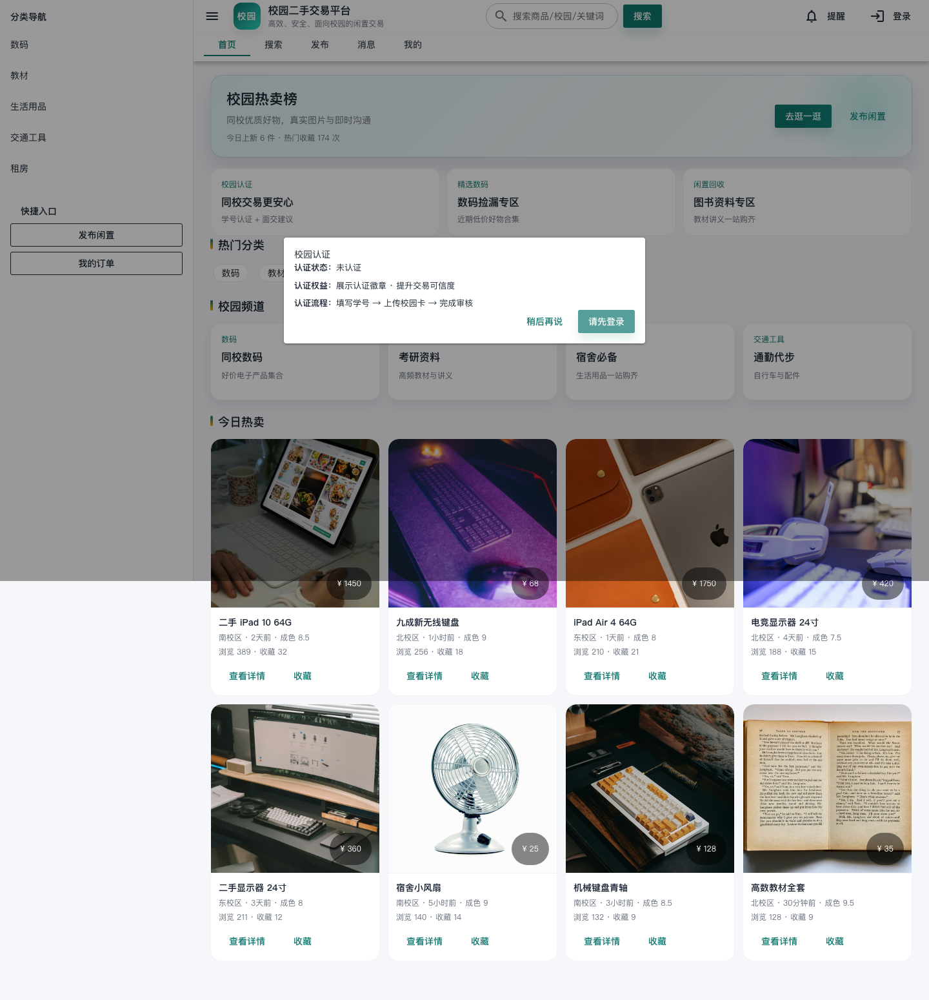 分类导航
数码
教材
生活用品
交通工具
租房
快捷入口
发布闲置
我的订单
校园
校园二手交易平台
高效、安全、面向校园的闲置交易
搜索商品/校园/关键词
搜索
提醒
登录
首页 搜索 发布 消息 我的
校园热卖榜
同校优质好物，真实图片与即时沟通
今日上新 6 件 · 热门收藏 174 次
去逛一逛
发布闲置
校园认证
同校交易更安心
学号认证 + 面交建议
精选数码
数码捡漏专区
近期低价好物合集
闲置回收
图书资料专区
教材讲义一站购齐
热门分类
数码
教材
校园认证
认证状态：未认证
认证权益：展示认证徽章 · 提升交易可信度
认证流程：填写学号 → 上传校园卡 → 完成审核
稍后再说
请先登录
校园频道
数码
同校数码
好价电子产品集合
考研资料
高频教材与讲义
宿舍必备
生活用品一站购齐
交通工具
通勤代步
自行车与配件
今日热卖
¥ 1450
二手 iPad 10 64G
南校区 · 2天前 · 成色 8.5
浏览 389 · 收藏 32
查看详情 收藏
¥ 68
九成新无线键盘
北校区 · 1小时前 · 成色 9
浏览 256 · 收藏 18
查看详情 收藏
¥ 1750
iPad Air 4 64G
东校区 · 1天前 · 成色 8
浏览 210 · 收藏 21
查看详情 收藏
¥ 420
电竞显示器 24寸
北校区 · 4天前 · 成色 7.5
浏览 188 · 收藏 15
查看详情 收藏
¥ 360
二手显示器 24寸
东校区 · 3天前 · 成色 8
浏览 211 · 收藏 12
查看详情 收藏
¥ 25
宿舍小风扇
南校区 · 5小时前 · 成色 9
浏览 140 · 收藏 14
查看详情 收藏
¥ 128
机械键盘青轴
南校区 · 3小时前 · 成色 8.5
浏览 132 · 收藏 9
查看详情 收藏
¥ 35
高数教材全套
北校区 · 30分钟前 · 成色 9.5
浏览 128 · 收藏 9
查看详情 收藏